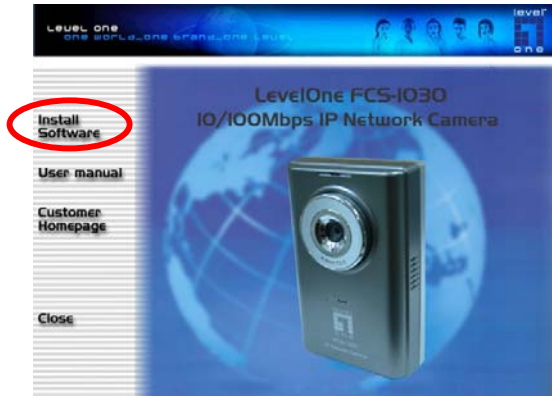 Level one
one world_one brand_one Level
level
one
LevelOne FCS-1030
10/100Mbps IP Network Camera
Install
Software
User manual
Customer
Homepage
Close